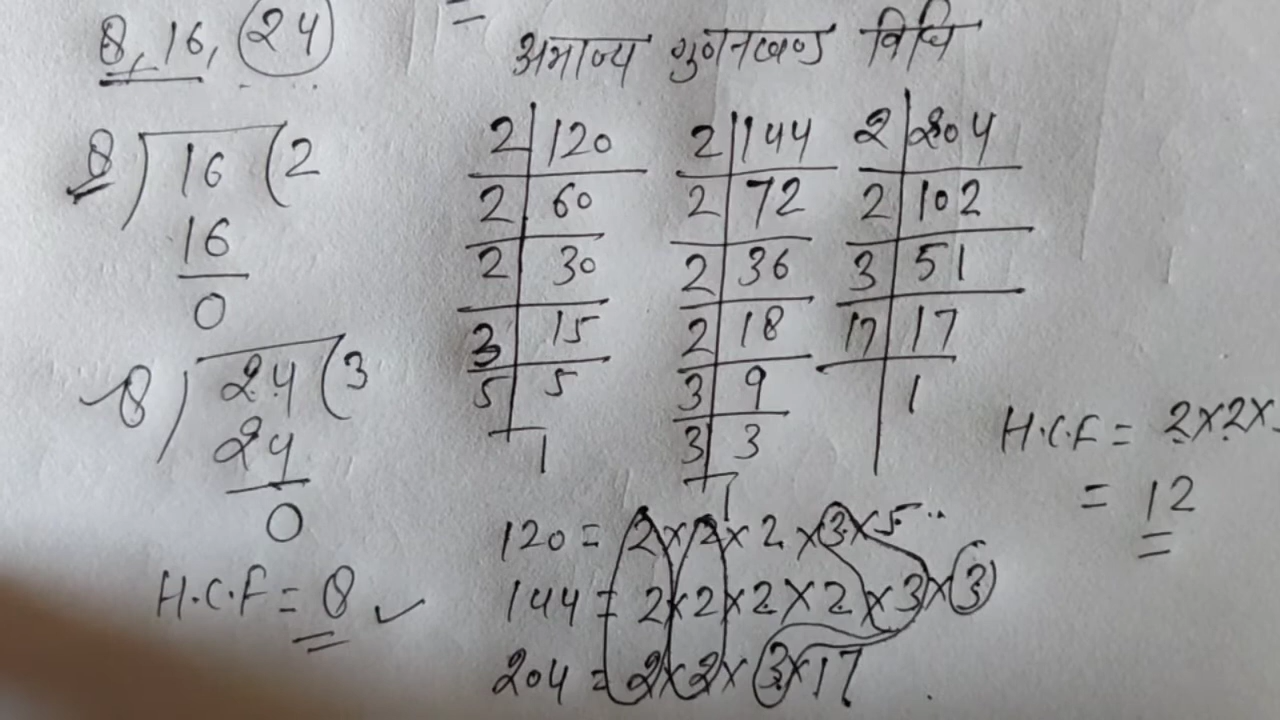 8, 16, 24
8 ) 16 ( 2
16
0
8 ) 24 ( 3
24
0
H.C.F = 8 ✓
अभाज्य गुणनखण्ड विधि
2 | 120
2 | 60
2 | 30
3 | 15
5 | 5
1
2 | 144
2 | 72
2 | 36
2 | 18
3 | 9
3 | 3
1
2 | 204
2 | 102
3 | 51
17 | 17
1
120 = 2×2×2×3×5
144 = 2×2×2×2×3×3
204 = 2×2×3×17
H.C.F = 2×2×
= 12